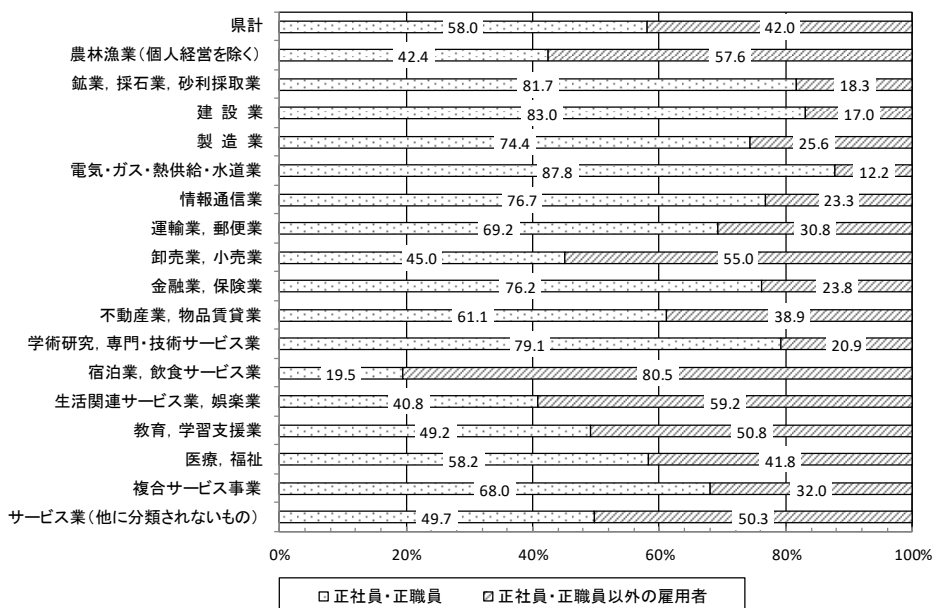 県計 58.0 42.0
農林漁業(個人経営を除く) 42.4 57.6
鉱業，採石業，砂利採取業 81.7 18.3
建 設 業 83.0 17.0
製 造 業 74.4 25.6
電気・ガス・熱供給・水道業 87.8 12.2
情報通信業 76.7 23.3
運輸業，郵便業 69.2 30.8
卸売業，小売業 45.0 55.0
金融業，保険業 76.2 23.8
不動産業，物品賃貸業 61.1 38.9
学術研究，専門・技術サービス業 79.1 20.9
宿泊業，飲食サービス業 19.5 80.5
生活関連サービス業，娯楽業 40.8 59.2
教育，学習支援業 49.2 50.8
医療，福祉 58.2 41.8
複合サービス事業 68.0 32.0
サービス業(他に分類されないもの) 49.7 50.3
0% 20% 40% 60% 80% 100%
正社員・正職員 正社員・正職員以外の雇用者